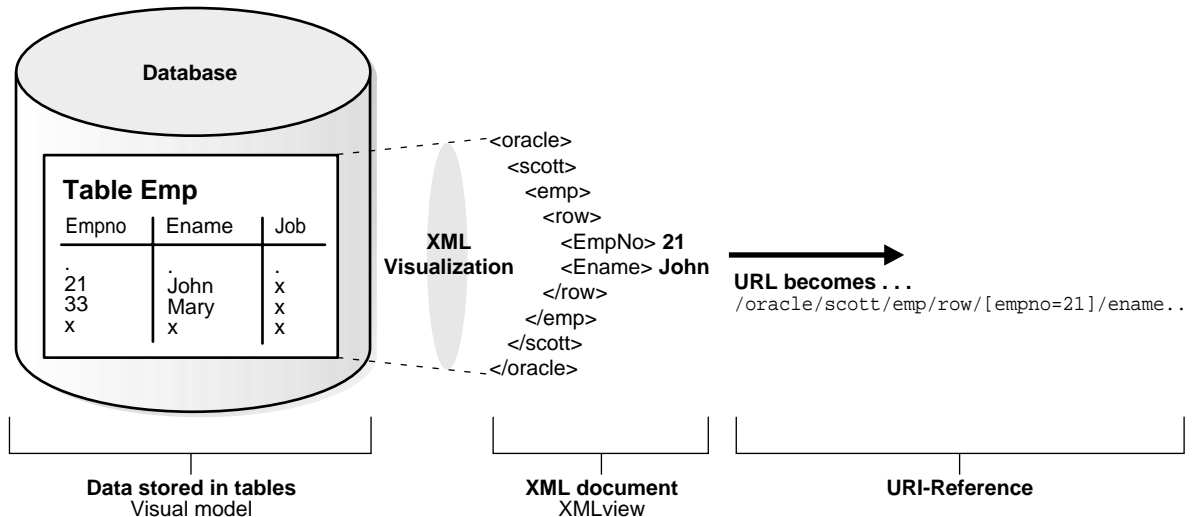 Database
Table Emp
Empno Ename Job
. . .
21 John x
33 Mary x
x x x
XML
Visualization
<oracle>
<scott>
<emp>
<row>
<EmpNo> 21
<Ename> John
</row>
</emp>
</scott>
</oracle>
URL becomes . . .
/oracle/scott/emp/row/[empno=21]/ename..
Data stored in tables
Visual model
XML document
XMLview
URI-Reference